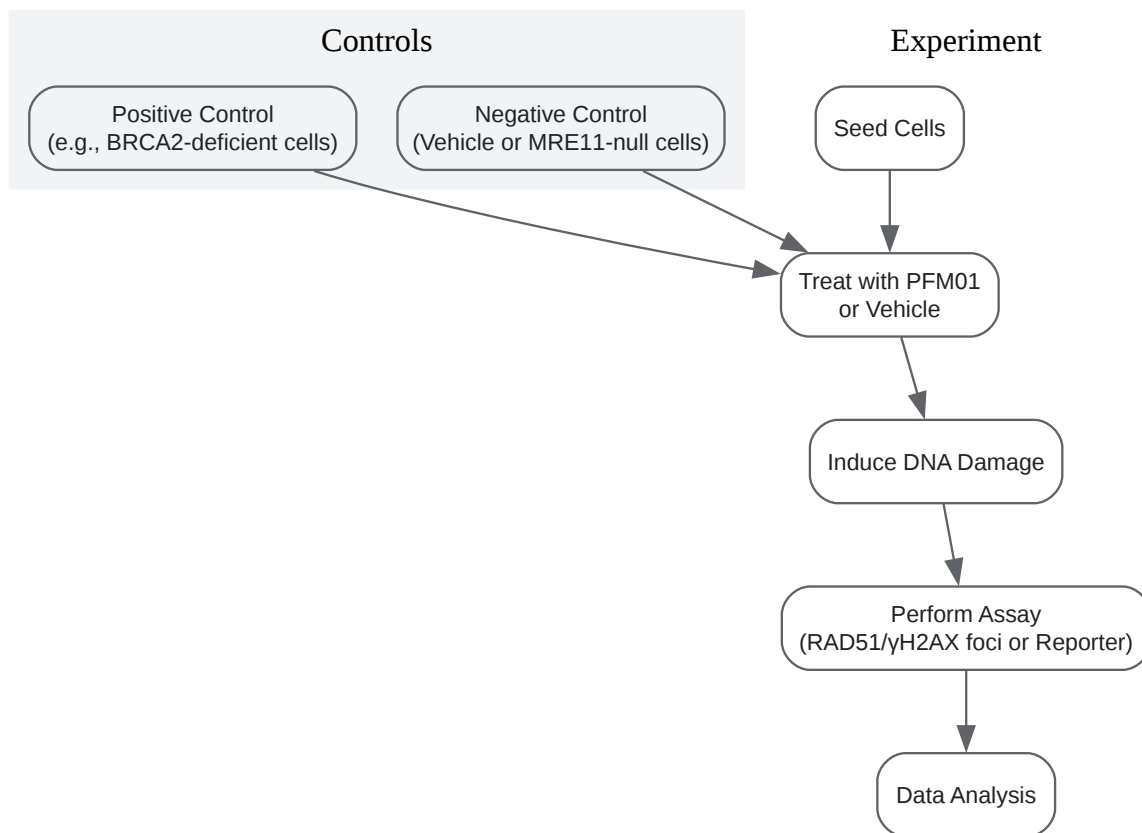 Controls
Experiment
Positive Control
(e.g., BRCA2-deficient cells)
Negative Control
(Vehicle or MRE11-null cells)
Seed Cells
Treat with PFM01
or Vehicle
Induce DNA Damage
Perform Assay
(RAD51/γH2AX foci or Reporter)
Data Analysis